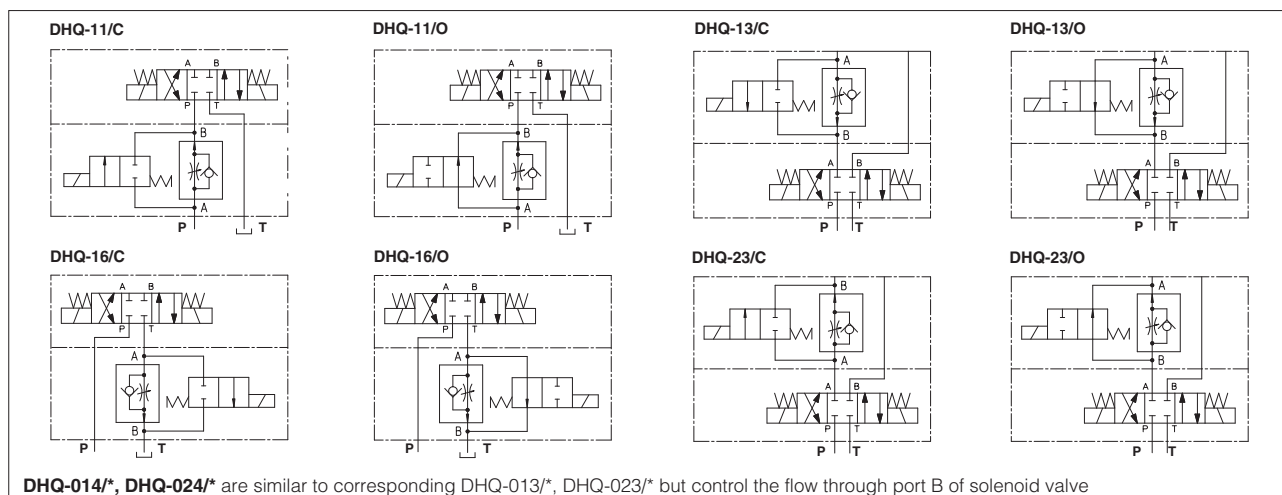 DHQ-11/C
A B
P T
B
A
P T
DHQ-11/O
A B
P T
B
A
P T
DHQ-13/C
A
B
A B
P T
P T
DHQ-13/O
A
B
A B
P T
P T
DHQ-16/C
A B
P T
A
B
P T
DHQ-16/O
A B
P T
A
B
P T
DHQ-23/C
B
A
A B
P T
P T
DHQ-23/O
A
B
A B
P T
P T
DHQ-014/*, DHQ-024/* are similar to corresponding DHQ-013/*, DHQ-023/* but control the flow through port B of solenoid valve